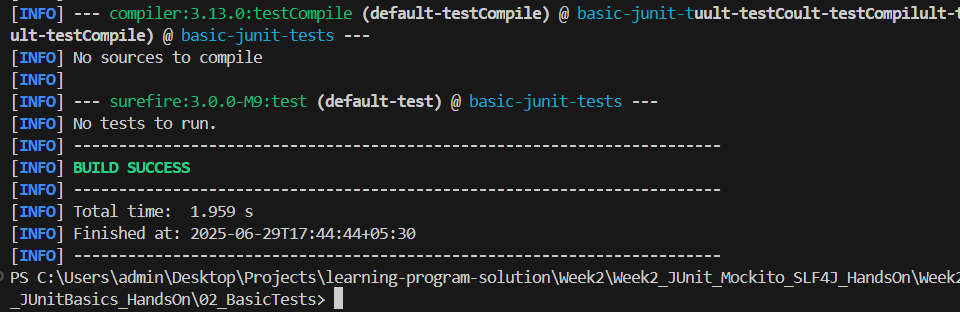 [INFO] --- compiler:3.13.0:testCompile (default-testCompile) @ basic-junit-tuult-testCoult-testCompilult-t
ult-testCompile) @ basic-junit-tests ---
[INFO] No sources to compile
[INFO]
[INFO] --- surefire:3.0.0-M9:test (default-test) @ basic-junit-tests ---
[INFO] No tests to run.
[INFO] ------------------------------------------------------------------------
[INFO] BUILD SUCCESS
[INFO] ------------------------------------------------------------------------
[INFO] Total time:  1.959 s
[INFO] Finished at: 2025-06-29T17:44:44+05:30
[INFO] ------------------------------------------------------------------------
PS C:\Users\admin\Desktop\Projects\learning-program-solution\Week2\Week2_JUnit_Mockito_SLF4J_HandsOn\Week2
_JUnitBasics_HandsOn\02_BasicTests>